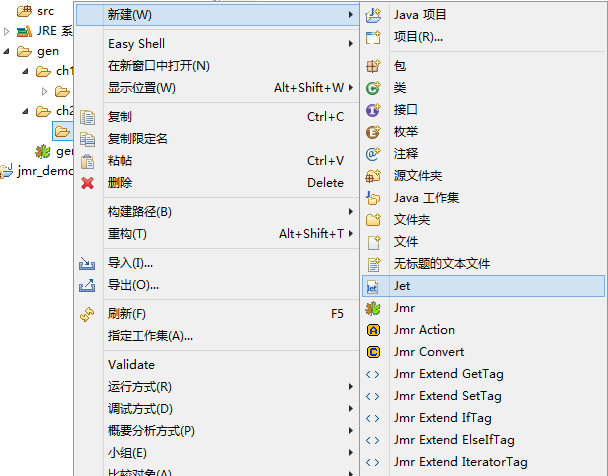 src
JRE 系
gen
ch1
ch2
gen
jmr_demo
新建(W)
Easy Shell
在新窗口中打开(N)
显示位置(W) Alt+Shift+W
复制 Ctrl+C
复制限定名
粘帖 Ctrl+V
删除 Delete
构建路径(B)
重构(T) Alt+Shift+T
导入(I)...
导出(O)...
刷新(F) F5
指定工作集(A)...
Validate
运行方式(R)
调试方式(D)
概要分析方式(P)
小组(E)
比较对象(A)
Java 项目
项目(R)...
包
类
接口
枚举
注释
源文件夹
Java 工作集
文件夹
文件
无标题的文本文件
Jet
Jmr
Jmr Action
Jmr Convert
Jmr Extend GetTag
Jmr Extend SetTag
Jmr Extend IfTag
Jmr Extend ElseIfTag
Jmr Extend IteratorTag